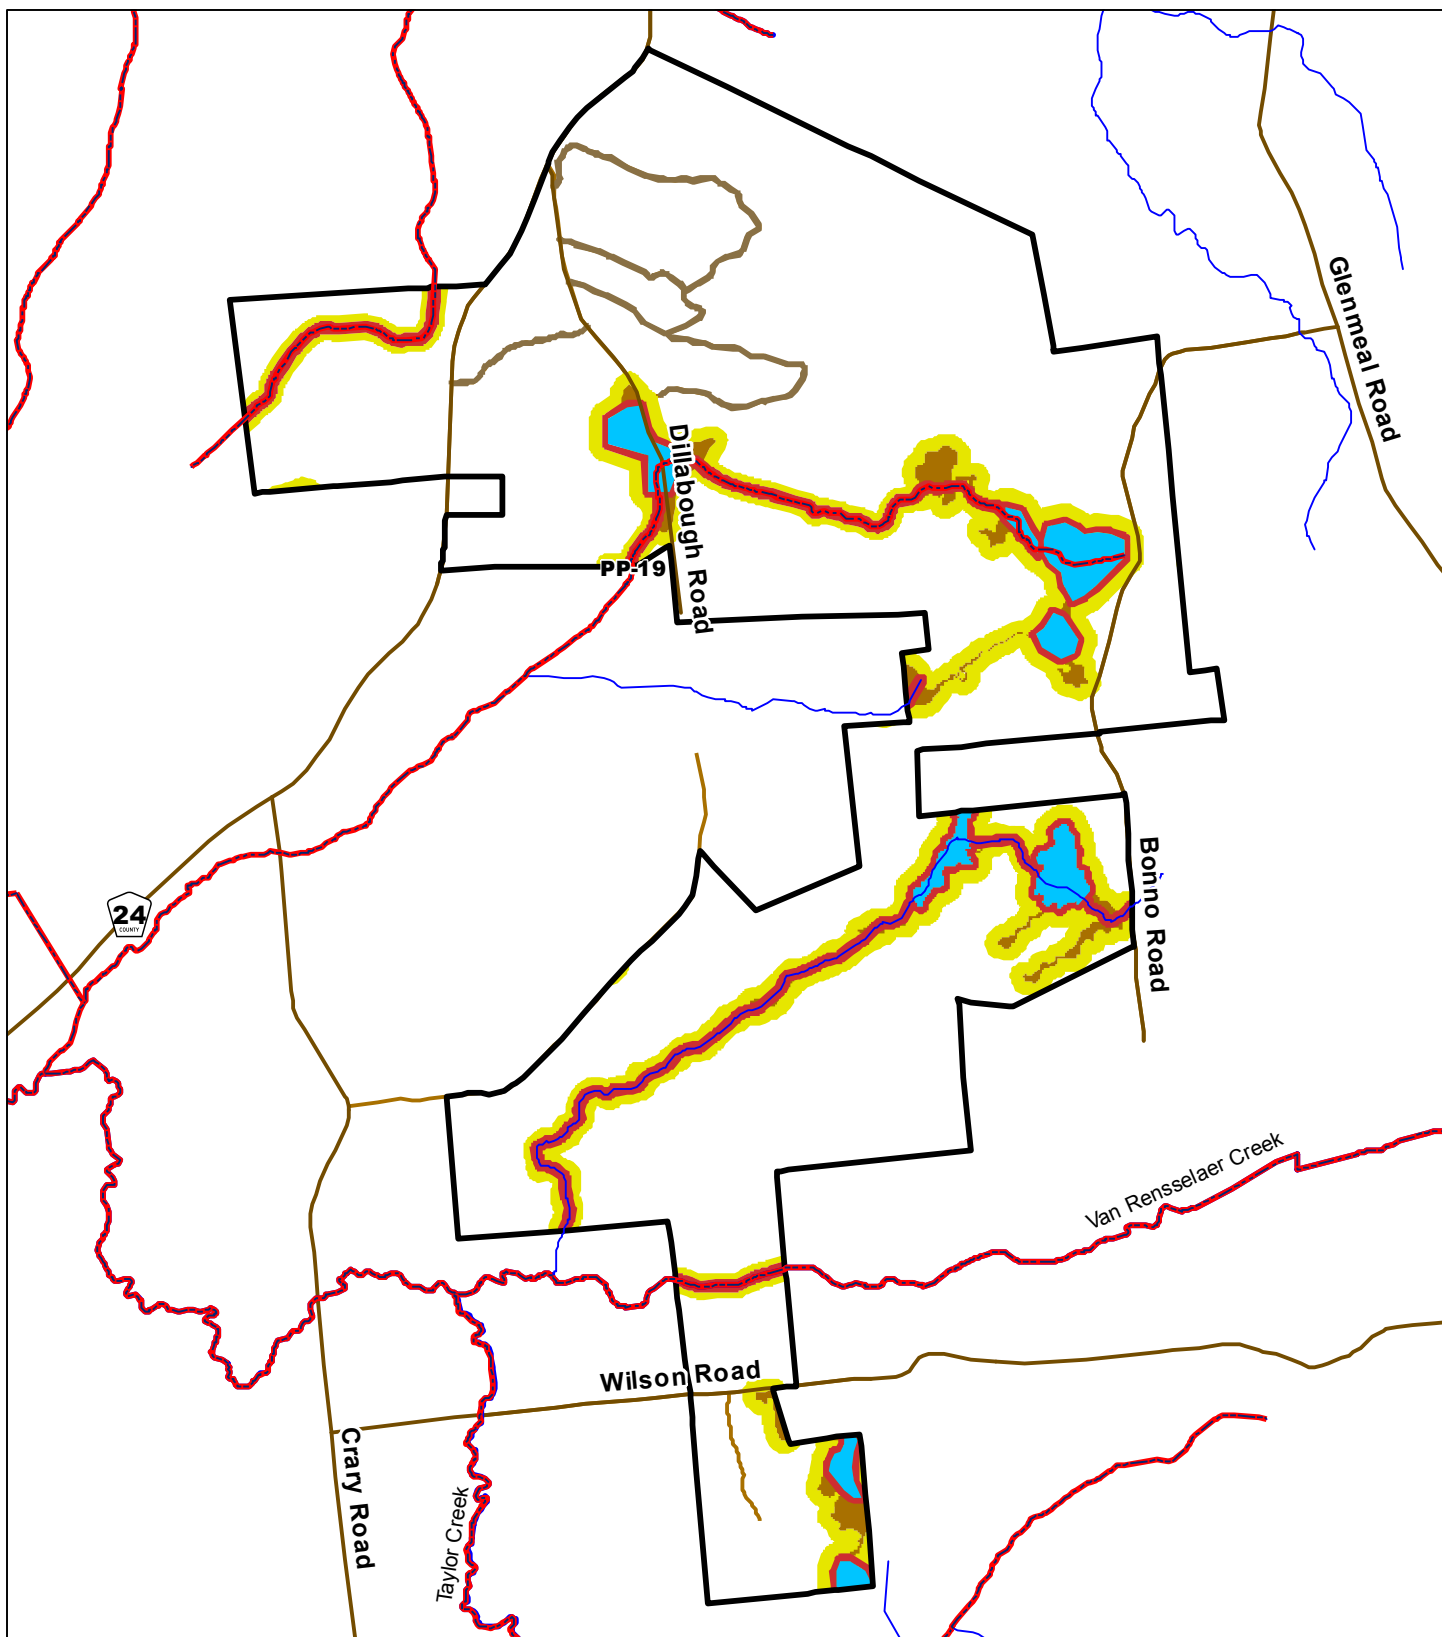 Glenmeal Road
Dillabough Road
PP-19
Bonno Road
24
COUNTY
Van Rensselaer Creek
Wilson Road
Crary Road
Taylor Creek